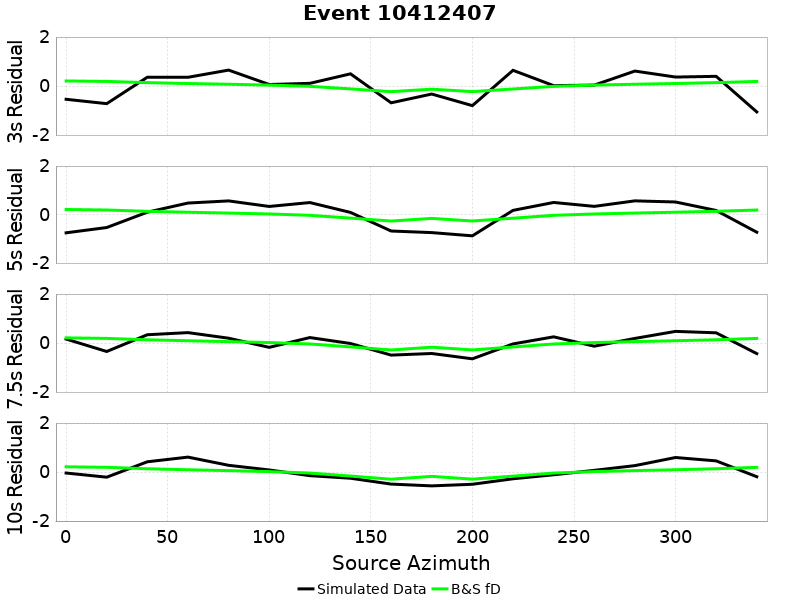 Event 10412407
3s Residual
2
0
-2
5s Residual
2
0
-2
7.5s Residual
2
0
-2
10s Residual
2
0
-2
0 50 100 150 200 250 300
Source Azimuth
Simulated Data B&S fD